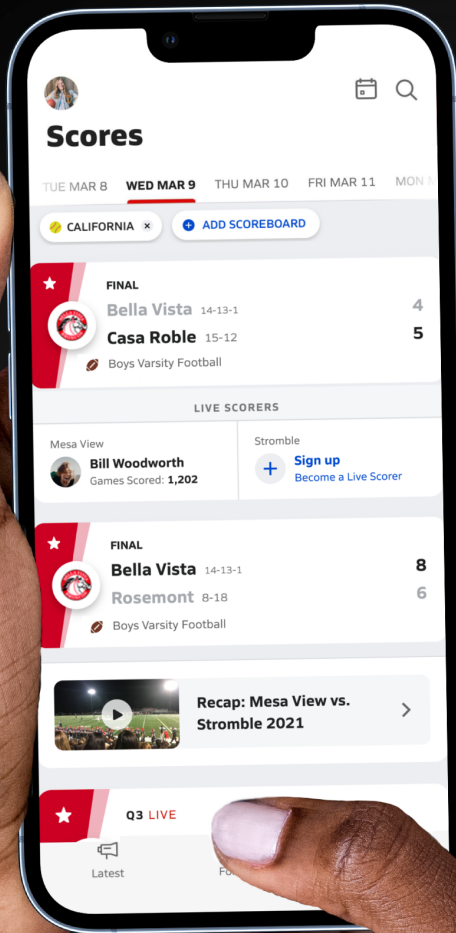 Scores
TUE MAR 8 WED MAR 9 THU MAR 10 FRI MAR 11 MON
CALIFORNIA × + ADD SCOREBOARD
FINAL
Bella Vista 14-13-1 4
Casa Roble 15-12 5
Boys Varsity Football
LIVE SCORERS
Mesa View
Bill Woodworth
Games Scored: 1,202
Stromble
+ Sign up
Become a Live Scorer
FINAL
Bella Vista 14-13-1 8
Rosemont 8-18 6
Boys Varsity Football
Recap: Mesa View vs.
Stromble 2021
Q3 LIVE
Latest